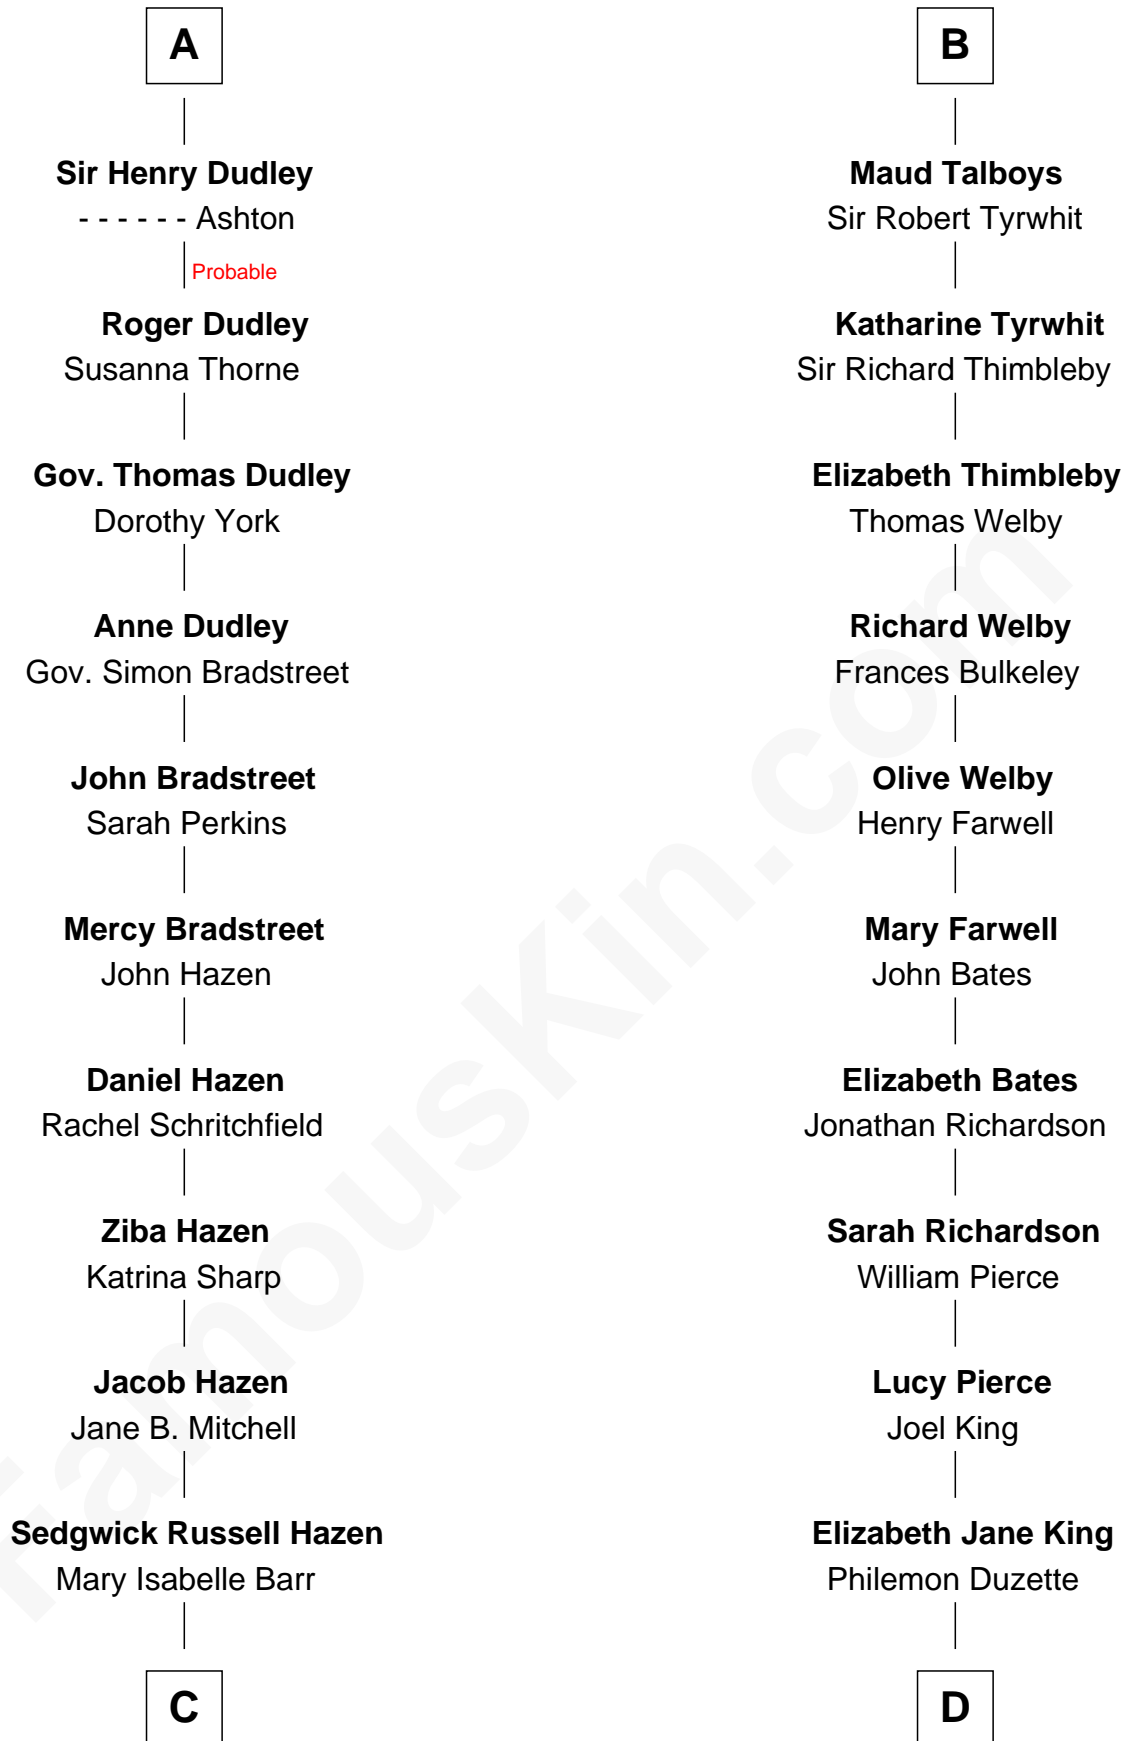 A
Sir Henry Dudley
- - - - - - Ashton
Probable
Roger Dudley
Susanna Thorne
Gov. Thomas Dudley
Dorothy York
Anne Dudley
Gov. Simon Bradstreet
John Bradstreet
Sarah Perkins
Mercy Bradstreet
John Hazen
Daniel Hazen
Rachel Schritchfield
Ziba Hazen
Katrina Sharp
Jacob Hazen
Jane B. Mitchell
Sedgwick Russell Hazen
Mary Isabelle Barr
C
B
Maud Talboys
Sir Robert Tyrwhit
Katharine Tyrwhit
Sir Richard Thimbleby
Elizabeth Thimbleby
Thomas Welby
Richard Welby
Frances Bulkeley
Olive Welby
Henry Farwell
Mary Farwell
John Bates
Elizabeth Bates
Jonathan Richardson
Sarah Richardson
William Pierce
Lucy Pierce
Joel King
Elizabeth Jane King
Philemon Duzette
D
FamousKin.com